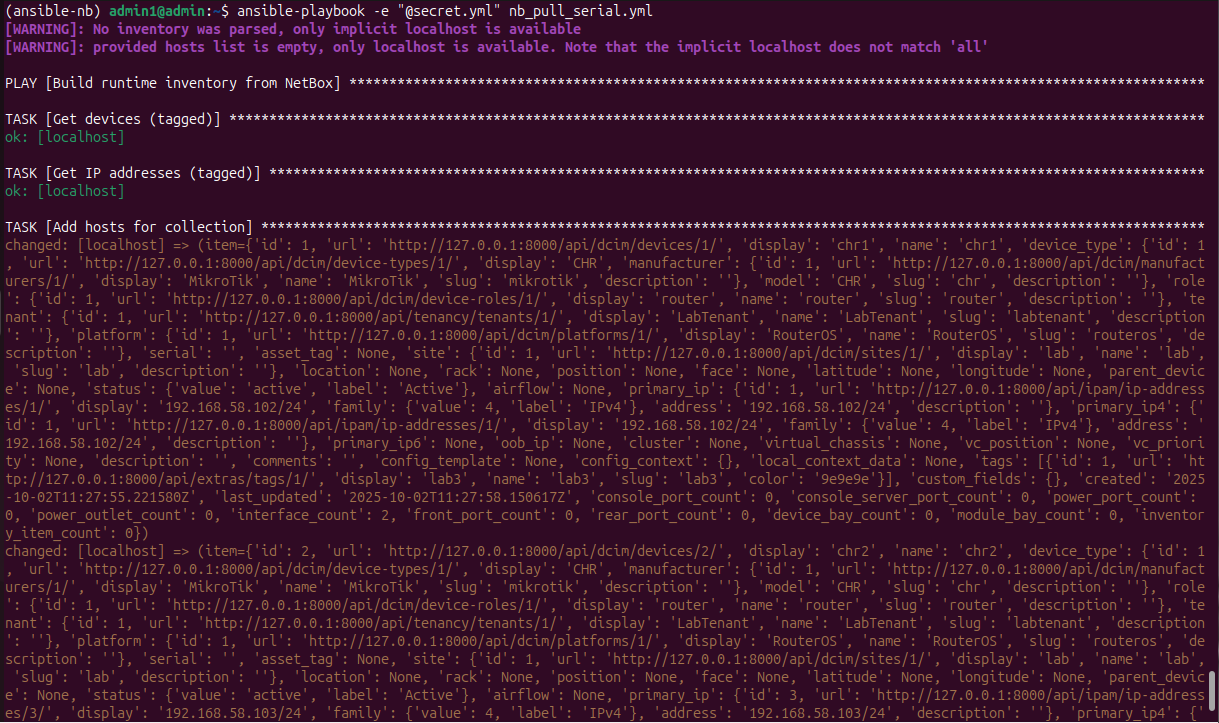 (ansible-nb) admin1@admin:~$ ansible-playbook -e "@secret.yml" nb_pull_serial.yml
[WARNING]: No inventory was parsed, only implicit localhost is available
[WARNING]: provided hosts list is empty, only localhost is available. Note that the implicit localhost does not match 'all'
PLAY [Build runtime inventory from NetBox] ***********************************************************************************************************
TASK [Get devices (tagged)] **************************************************************************************************************************
ok: [localhost]
TASK [Get IP addresses (tagged)] *********************************************************************************************************************
ok: [localhost]
TASK [Add hosts for collection] **********************************************************************************************************************
changed: [localhost] => (item={'id': 1, 'url': 'http://127.0.0.1:8000/api/dcim/devices/1/', 'display': 'chr1', 'name': 'chr1', 'device_type': {'id': 1
, 'url': 'http://127.0.0.1:8000/api/dcim/device-types/1/', 'display': 'CHR', 'manufacturer': {'id': 1, 'url': 'http://127.0.0.1:8000/api/dcim/manufact
urers/1/', 'display': 'MikroTik', 'name': 'MikroTik', 'slug': 'mikrotik', 'description': ''}, 'model': 'CHR', 'slug': 'chr', 'description': ''}, 'role
': {'id': 1, 'url': 'http://127.0.0.1:8000/api/dcim/device-roles/1/', 'display': 'router', 'name': 'router', 'slug': 'router', 'description': ''}, 'te
nant': {'id': 1, 'url': 'http://127.0.0.1:8000/api/tenancy/tenants/1/', 'display': 'LabTenant', 'name': 'LabTenant', 'slug': 'labtenant', 'description
': ''}, 'platform': {'id': 1, 'url': 'http://127.0.0.1:8000/api/dcim/platforms/1/', 'display': 'RouterOS', 'name': 'RouterOS', 'slug': 'routeros', 'de
scription': ''}, 'serial': '', 'asset_tag': None, 'site': {'id': 1, 'url': 'http://127.0.0.1:8000/api/dcim/sites/1/', 'display': 'lab', 'name': 'lab',
'slug': 'lab', 'description': ''}, 'location': None, 'rack': None, 'position': None, 'face': None, 'latitude': None, 'longitude': None, 'parent_devic
e': None, 'status': {'value': 'active', 'label': 'Active'}, 'airflow': None, 'primary_ip': {'id': 1, 'url': 'http://127.0.0.1:8000/api/ipam/ip-address
es/1/', 'display': '192.168.58.102/24', 'family': {'value': 4, 'label': 'IPv4'}, 'address': '192.168.58.102/24', 'description': ''}, 'primary_ip4': {'
id': 1, 'url': 'http://127.0.0.1:8000/api/ipam/ip-addresses/1/', 'display': '192.168.58.102/24', 'family': {'value': 4, 'label': 'IPv4'}, 'address': '
192.168.58.102/24', 'description': ''}, 'primary_ip6': None, 'oob_ip': None, 'cluster': None, 'virtual_chassis': None, 'vc_position': None, 'vc_priori
ty': None, 'description': '', 'comments': '', 'config_template': None, 'config_context': {}, 'local_context_data': None, 'tags': [{'id': 1, 'url': 'ht
tp://127.0.0.1:8000/api/extras/tags/1/', 'display': 'lab3', 'name': 'lab3', 'slug': 'lab3', 'color': '9e9e9e'}], 'custom_fields': {}, 'created': '2025
-10-02T11:27:55.221580Z', 'last_updated': '2025-10-02T11:27:58.150617Z', 'console_port_count': 0, 'console_server_port_count': 0, 'power_port_count':
0, 'power_outlet_count': 0, 'interface_count': 2, 'front_port_count': 0, 'rear_port_count': 0, 'device_bay_count': 0, 'module_bay_count': 0, 'inventor
y_item_count': 0})
changed: [localhost] => (item={'id': 2, 'url': 'http://127.0.0.1:8000/api/dcim/devices/2/', 'display': 'chr2', 'name': 'chr2', 'device_type': {'id': 1
, 'url': 'http://127.0.0.1:8000/api/dcim/device-types/1/', 'display': 'CHR', 'manufacturer': {'id': 1, 'url': 'http://127.0.0.1:8000/api/dcim/manufact
urers/1/', 'display': 'MikroTik', 'name': 'MikroTik', 'slug': 'mikrotik', 'description': ''}, 'model': 'CHR', 'slug': 'chr', 'description': ''}, 'role
': {'id': 1, 'url': 'http://127.0.0.1:8000/api/dcim/device-roles/1/', 'display': 'router', 'name': 'router', 'slug': 'router', 'description': ''}, 'te
nant': {'id': 1, 'url': 'http://127.0.0.1:8000/api/tenancy/tenants/1/', 'display': 'LabTenant', 'name': 'LabTenant', 'slug': 'labtenant', 'description
': ''}, 'platform': {'id': 1, 'url': 'http://127.0.0.1:8000/api/dcim/platforms/1/', 'display': 'RouterOS', 'name': 'RouterOS', 'slug': 'routeros', 'de
scription': ''}, 'serial': '', 'asset_tag': None, 'site': {'id': 1, 'url': 'http://127.0.0.1:8000/api/dcim/sites/1/', 'display': 'lab', 'name': 'lab',
'slug': 'lab', 'description': ''}, 'location': None, 'rack': None, 'position': None, 'face': None, 'latitude': None, 'longitude': None, 'parent_devic
e': None, 'status': {'value': 'active', 'label': 'Active'}, 'airflow': None, 'primary_ip': {'id': 3, 'url': 'http://127.0.0.1:8000/api/ipam/ip-address
es/3/', 'display': '192.168.58.103/24', 'family': {'value': 4, 'label': 'IPv4'}, 'address': '192.168.58.103/24', 'description': ''}, 'primary_ip4': {'